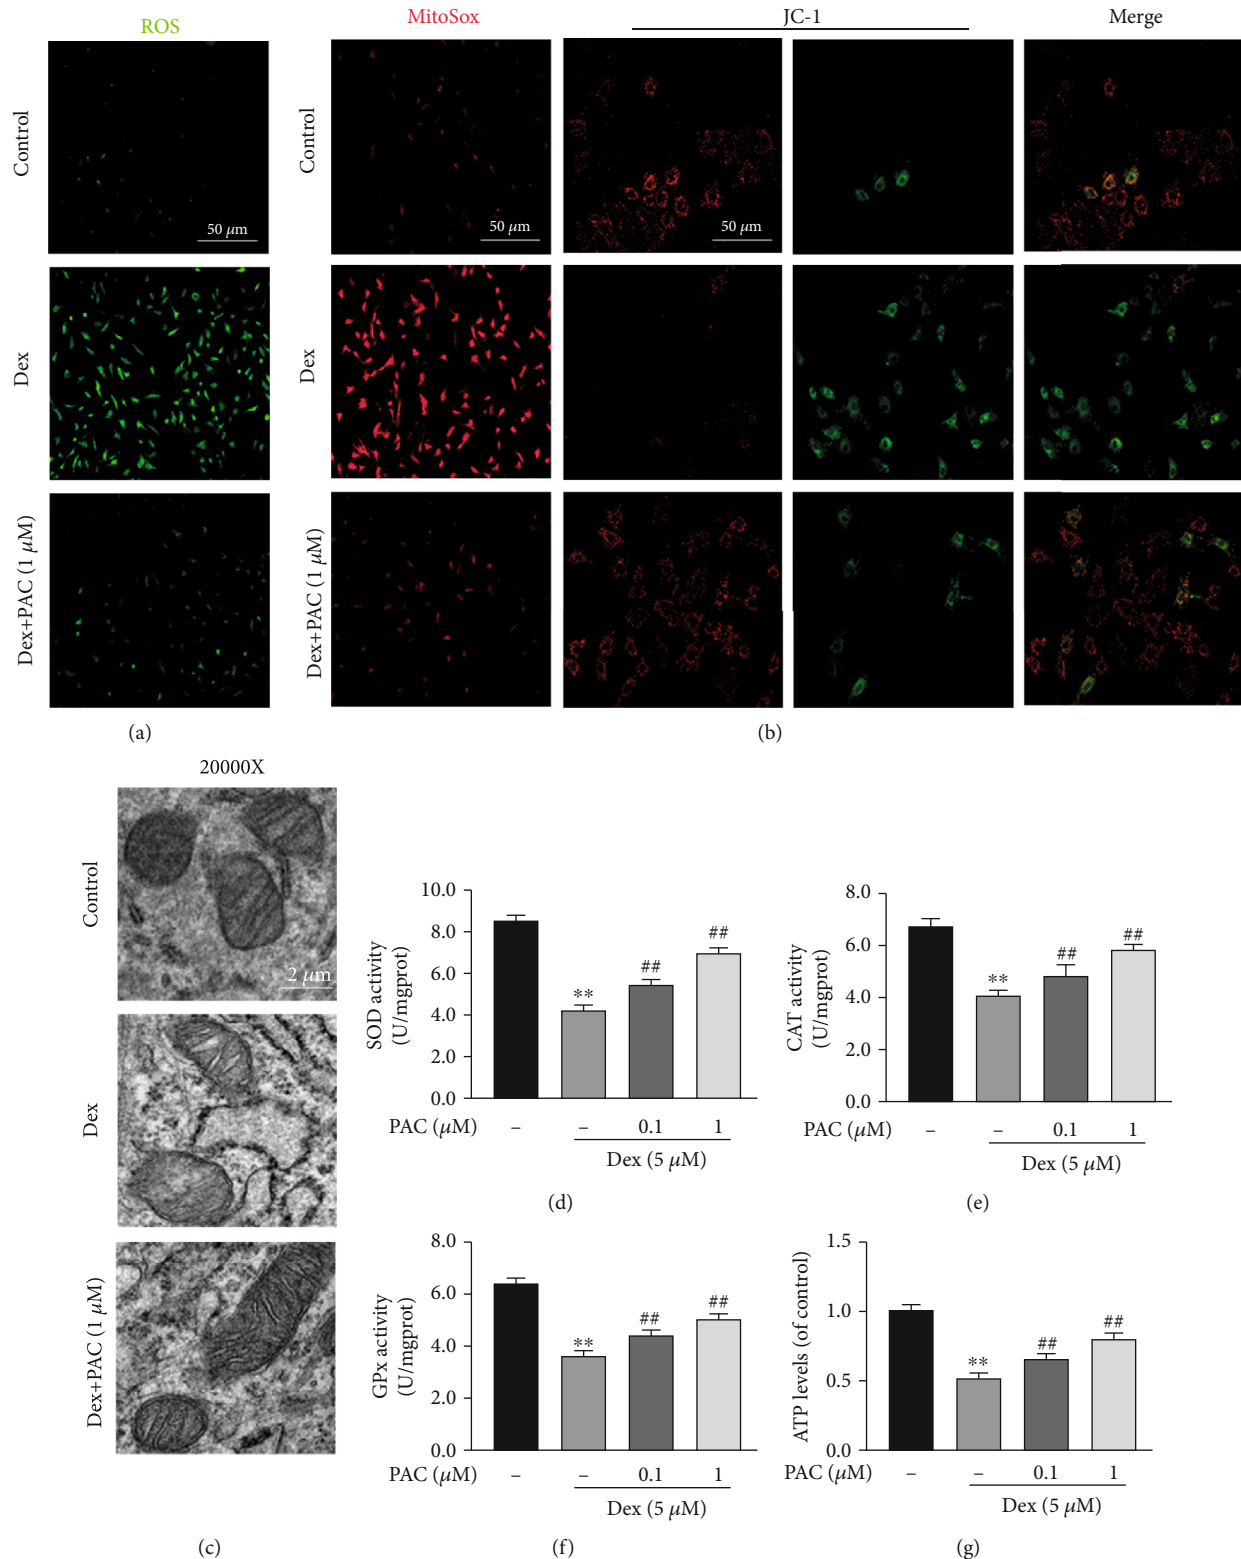 ROS
MitoSox
JC-1
Merge
Control
50 μm
Control
50 μm
50 μm
Dex
Dex
Dex+PAC (1 μM)
Dex+PAC (1 μM)
(a)
(b)
20000X
Control
2 μm
Dex
Dex+PAC (1 μM)
(c)
SOD activity
(U/mgprot)
10.0
8.0
6.0
4.0
2.0
0.0
**
##
##
PAC (μM)
–
–
0.1
1
Dex (5 μM)
(d)
CAT activity
(U/mgprot)
8.0
6.0
4.0
2.0
0.0
**
##
##
PAC (μM)
–
–
0.1
1
Dex (5 μM)
(e)
GPx activity
(U/mgprot)
8.0
6.0
4.0
2.0
0.0
**
##
##
PAC (μM)
–
–
0.1
1
Dex (5 μM)
(f)
ATP levels (of control)
1.5
1.0
0.5
0.0
**
##
##
PAC (μM)
–
–
0.1
1
Dex (5 μM)
(g)